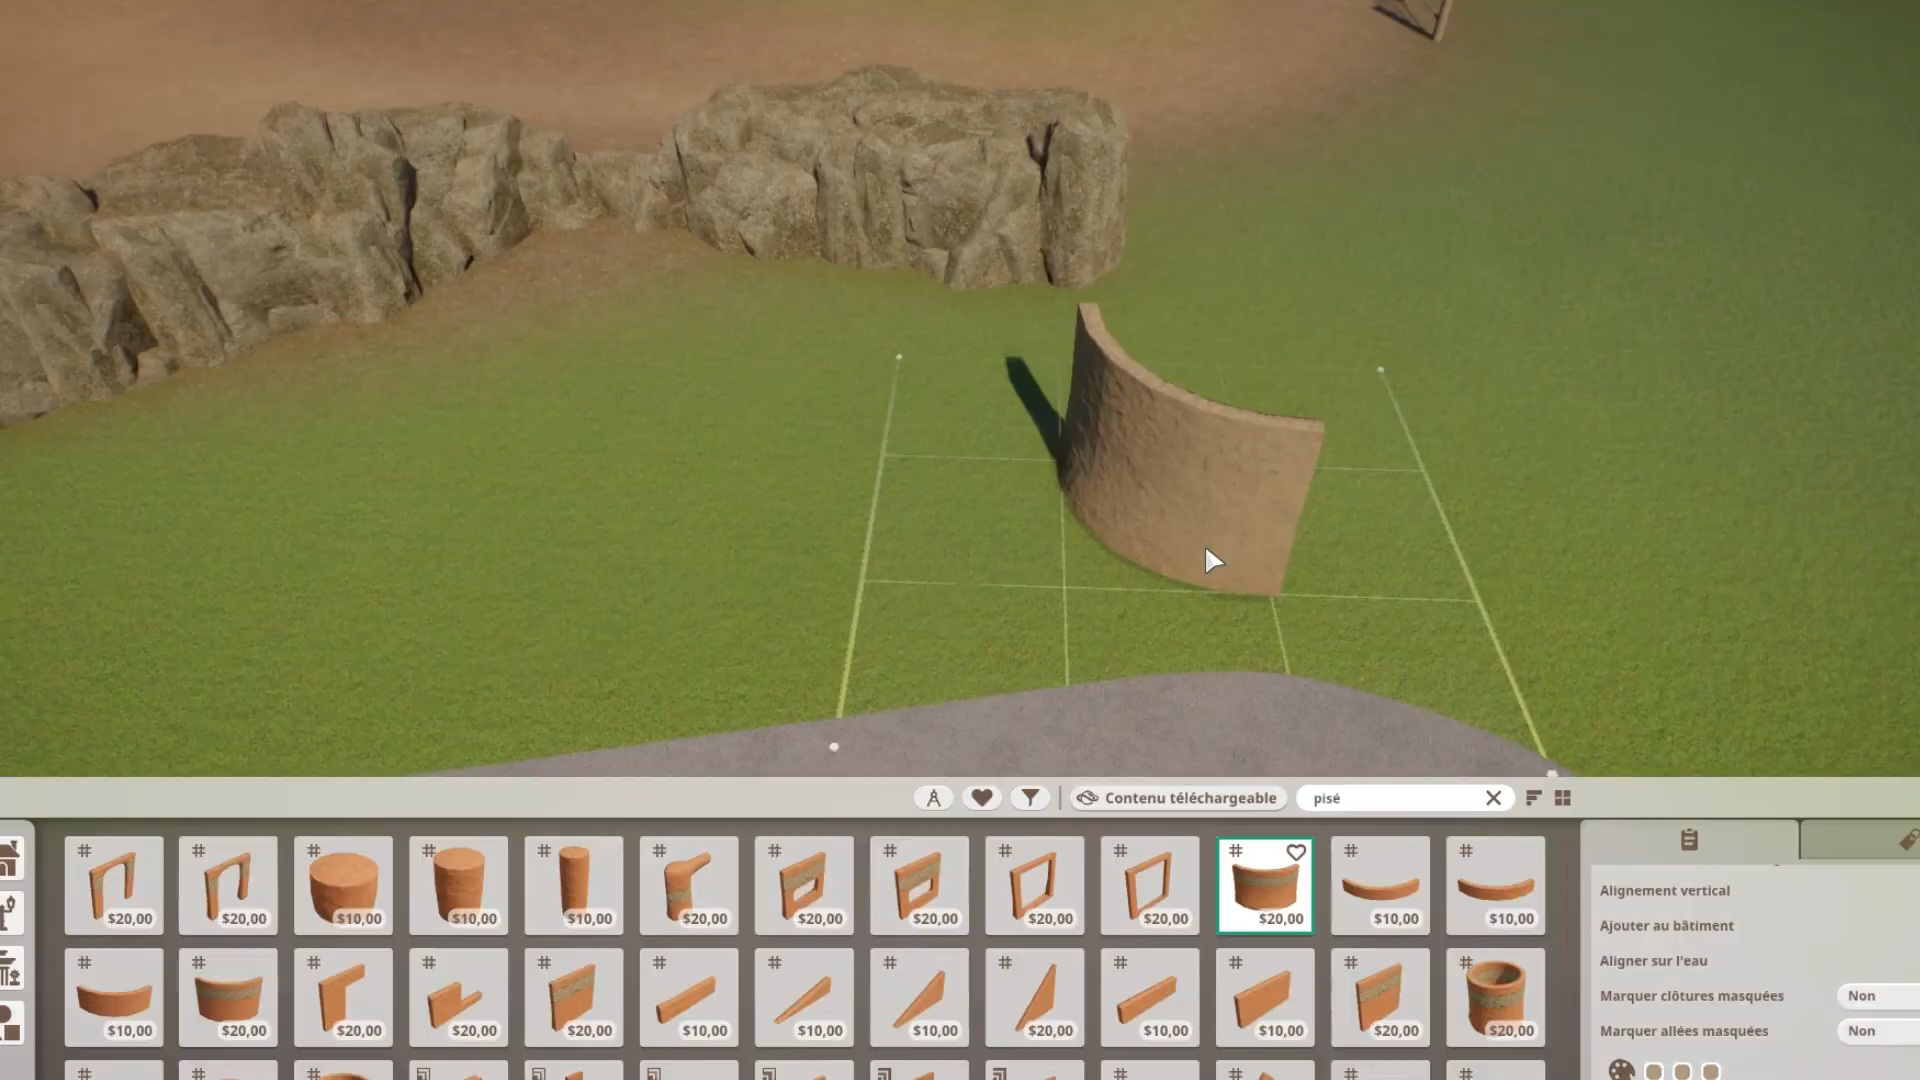 Contenu téléchargeable
pisé
$20,00 $20,00 $10,00 $10,00 $10,00 $20,00 $20,00 $20,00 $20,00 $20,00 $20,00 $10,00 $10,00
$10,00 $20,00 $20,00 $20,00 $20,00 $10,00 $10,00 $10,00 $20,00 $10,00 $10,00 $20,00 $20,00
Alignement vertical
Ajouter au bâtiment
Aligner sur l'eau
Marquer clôtures masquées Non
Marquer allées masquées Non